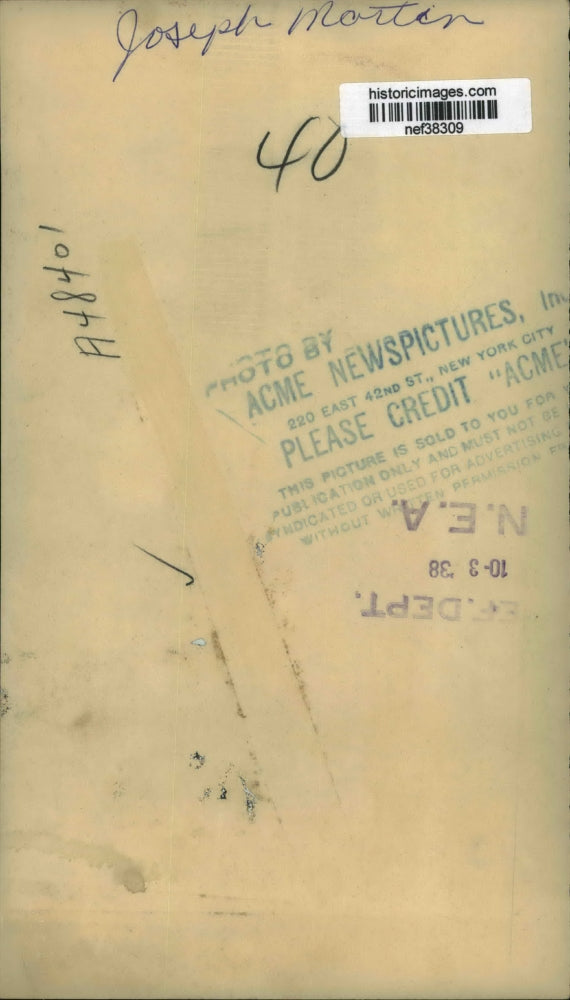 Joseph Martin
historicimages.com
nef38309
40
A4840,
PHOTO BY
ACME NEWSPICTURES, Inc
220 EAST 42ND ST., NEW YORK CITY
PLEASE CREDIT "ACME"
THIS PICTURE IS SOLD TO YOU FOR
PUBLICATION ONLY AND MUST NOT BE
SYNDICATED OR USED FOR ADVERTISING
WITHOUT WRITTEN PERMISSION
N.E.A.
10-3 '38
EF. DEPT.